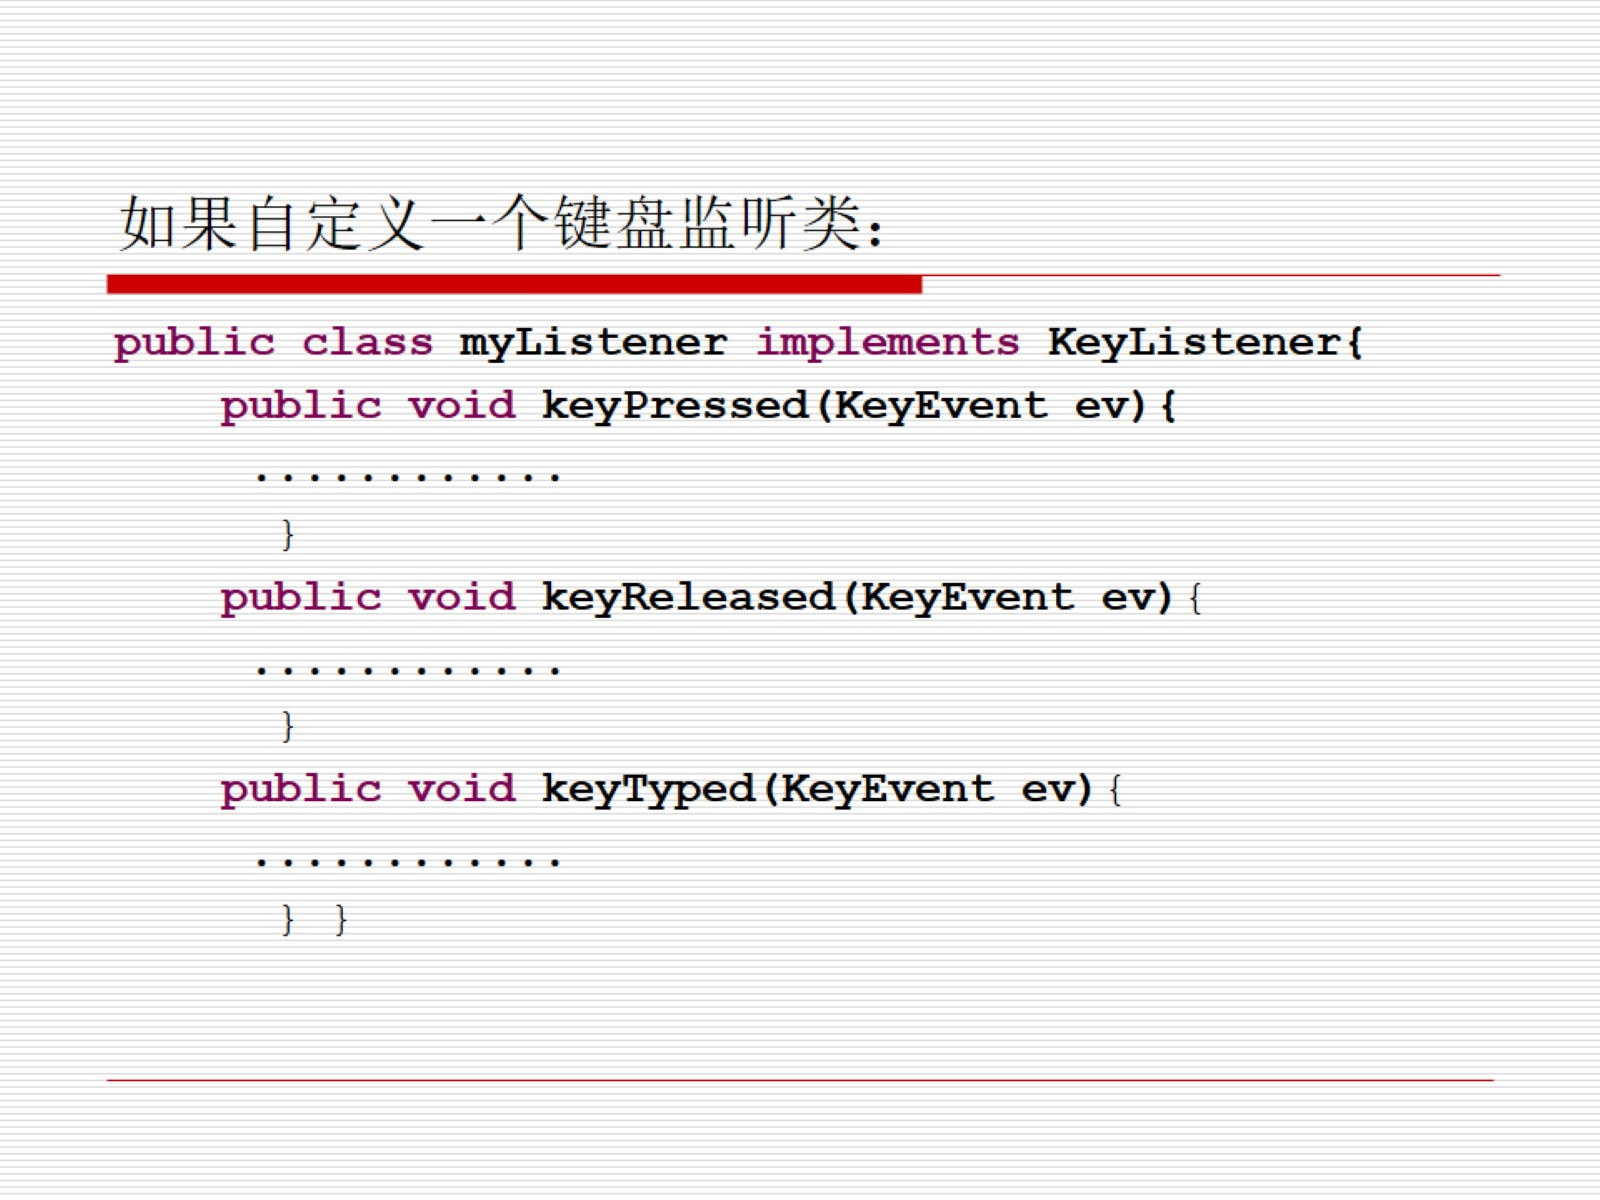 如果自定义一个键盘监听类：
public class myListener implements KeyListener{
public void keyPressed(KeyEvent ev){
............
}
public void keyReleased(KeyEvent ev){
............
}
public void keyTyped(KeyEvent ev){
............
} }